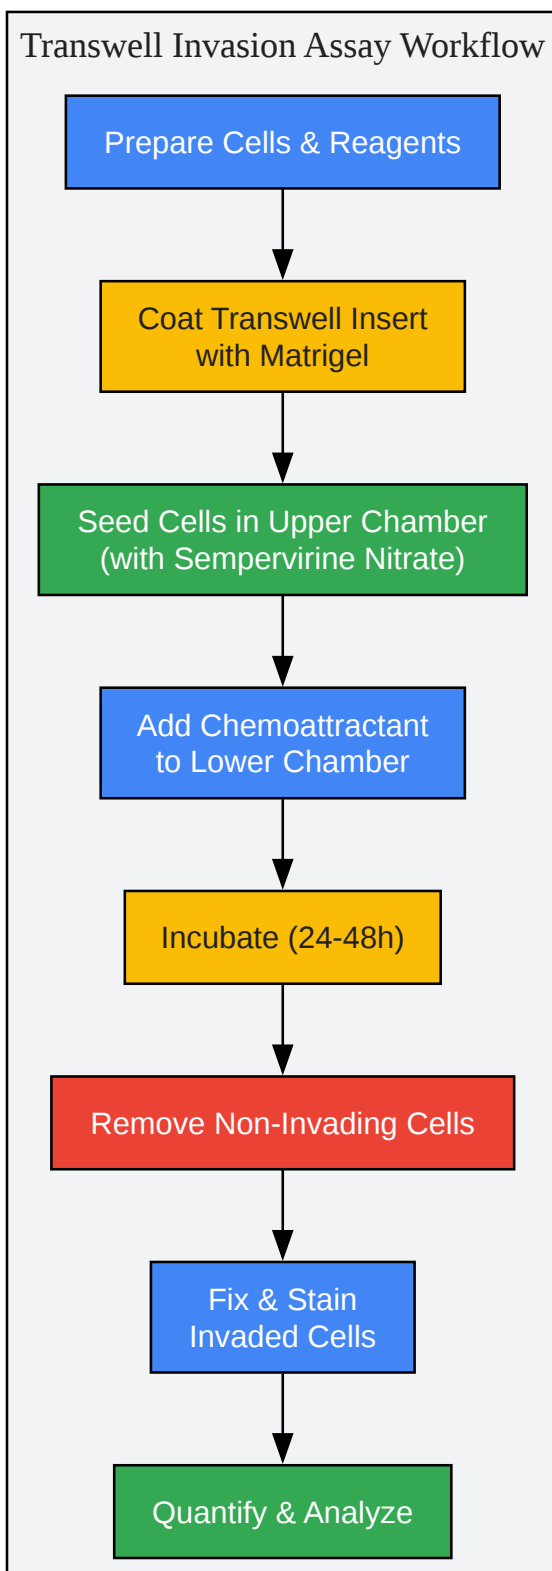 Transwell Invasion Assay Workflow
Prepare Cells & Reagents
Coat Transwell Insert
with Matrigel
Seed Cells in Upper Chamber
(with Sempervirine Nitrate)
Add Chemoattractant
to Lower Chamber
Incubate (24-48h)
Remove Non-Invading Cells
Fix & Stain
Invaded Cells
Quantify & Analyze